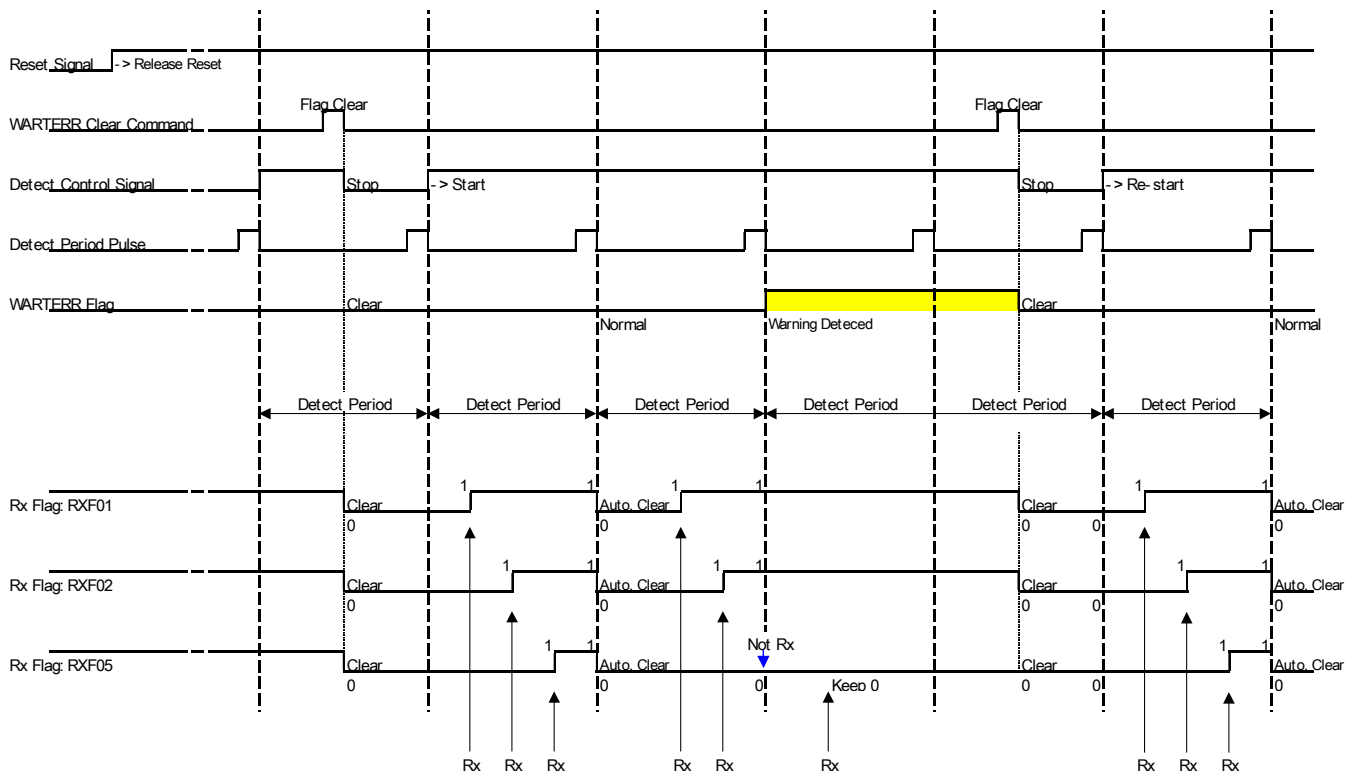 Reset Signal -> Release Reset
Flag Clear Flag Clear
WARTERR Clear Command
Detect Control Signal Stop -> Start Stop -> Re-start
Detect Period Pulse
WARTERR Flag Clear Clear
Normal Warning Deteced Normal
Detect Period Detect Period Detect Period Detect Period Detect Period Detect Period
1 1 1 1 1 1
Rx Flag: RXF01 Clear Auto. Clear Clear Auto. Clear
0 0 0 0 0
1 1 1 1 1 1
Rx Flag: RXF02 Clear Auto. Clear Clear Auto. Clear
0 0 0 0 0
1 1 Not Rx 1 1
Rx Flag: RXF05 Clear Auto. Clear Clear Auto. Clear
0 0 0 Keep 0 0 0 0
Rx Rx Rx Rx Rx Rx Rx Rx Rx